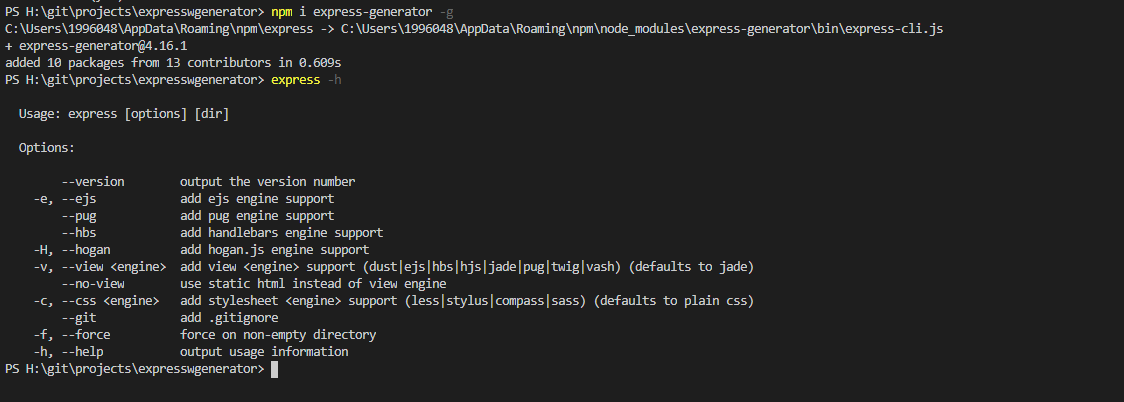 PS H:\git\projects\expresswgenerator> npm i express-generator -g
C:\Users\1996048\AppData\Roaming\npm\express -> C:\Users\1996048\AppData\Roaming\npm\node_modules\express-generator\bin\express-cli.js
+ express-generator@4.16.1
added 10 packages from 13 contributors in 0.609s
PS H:\git\projects\expresswgenerator> express -h

  Usage: express [options] [dir]

  Options:

        --version        output the version number
    -e, --ejs            add ejs engine support
        --pug            add pug engine support
        --hbs            add handlebars engine support
    -H, --hogan          add hogan.js engine support
    -v, --view <engine>  add view <engine> support (dust|ejs|hbs|hjs|jade|pug|twig|vash) (defaults to jade)
        --no-view        use static html instead of view engine
    -c, --css <engine>   add stylesheet <engine> support (less|stylus|compass|sass) (defaults to plain css)
        --git            add .gitignore
    -f, --force          force on non-empty directory
    -h, --help           output usage information
PS H:\git\projects\expresswgenerator>